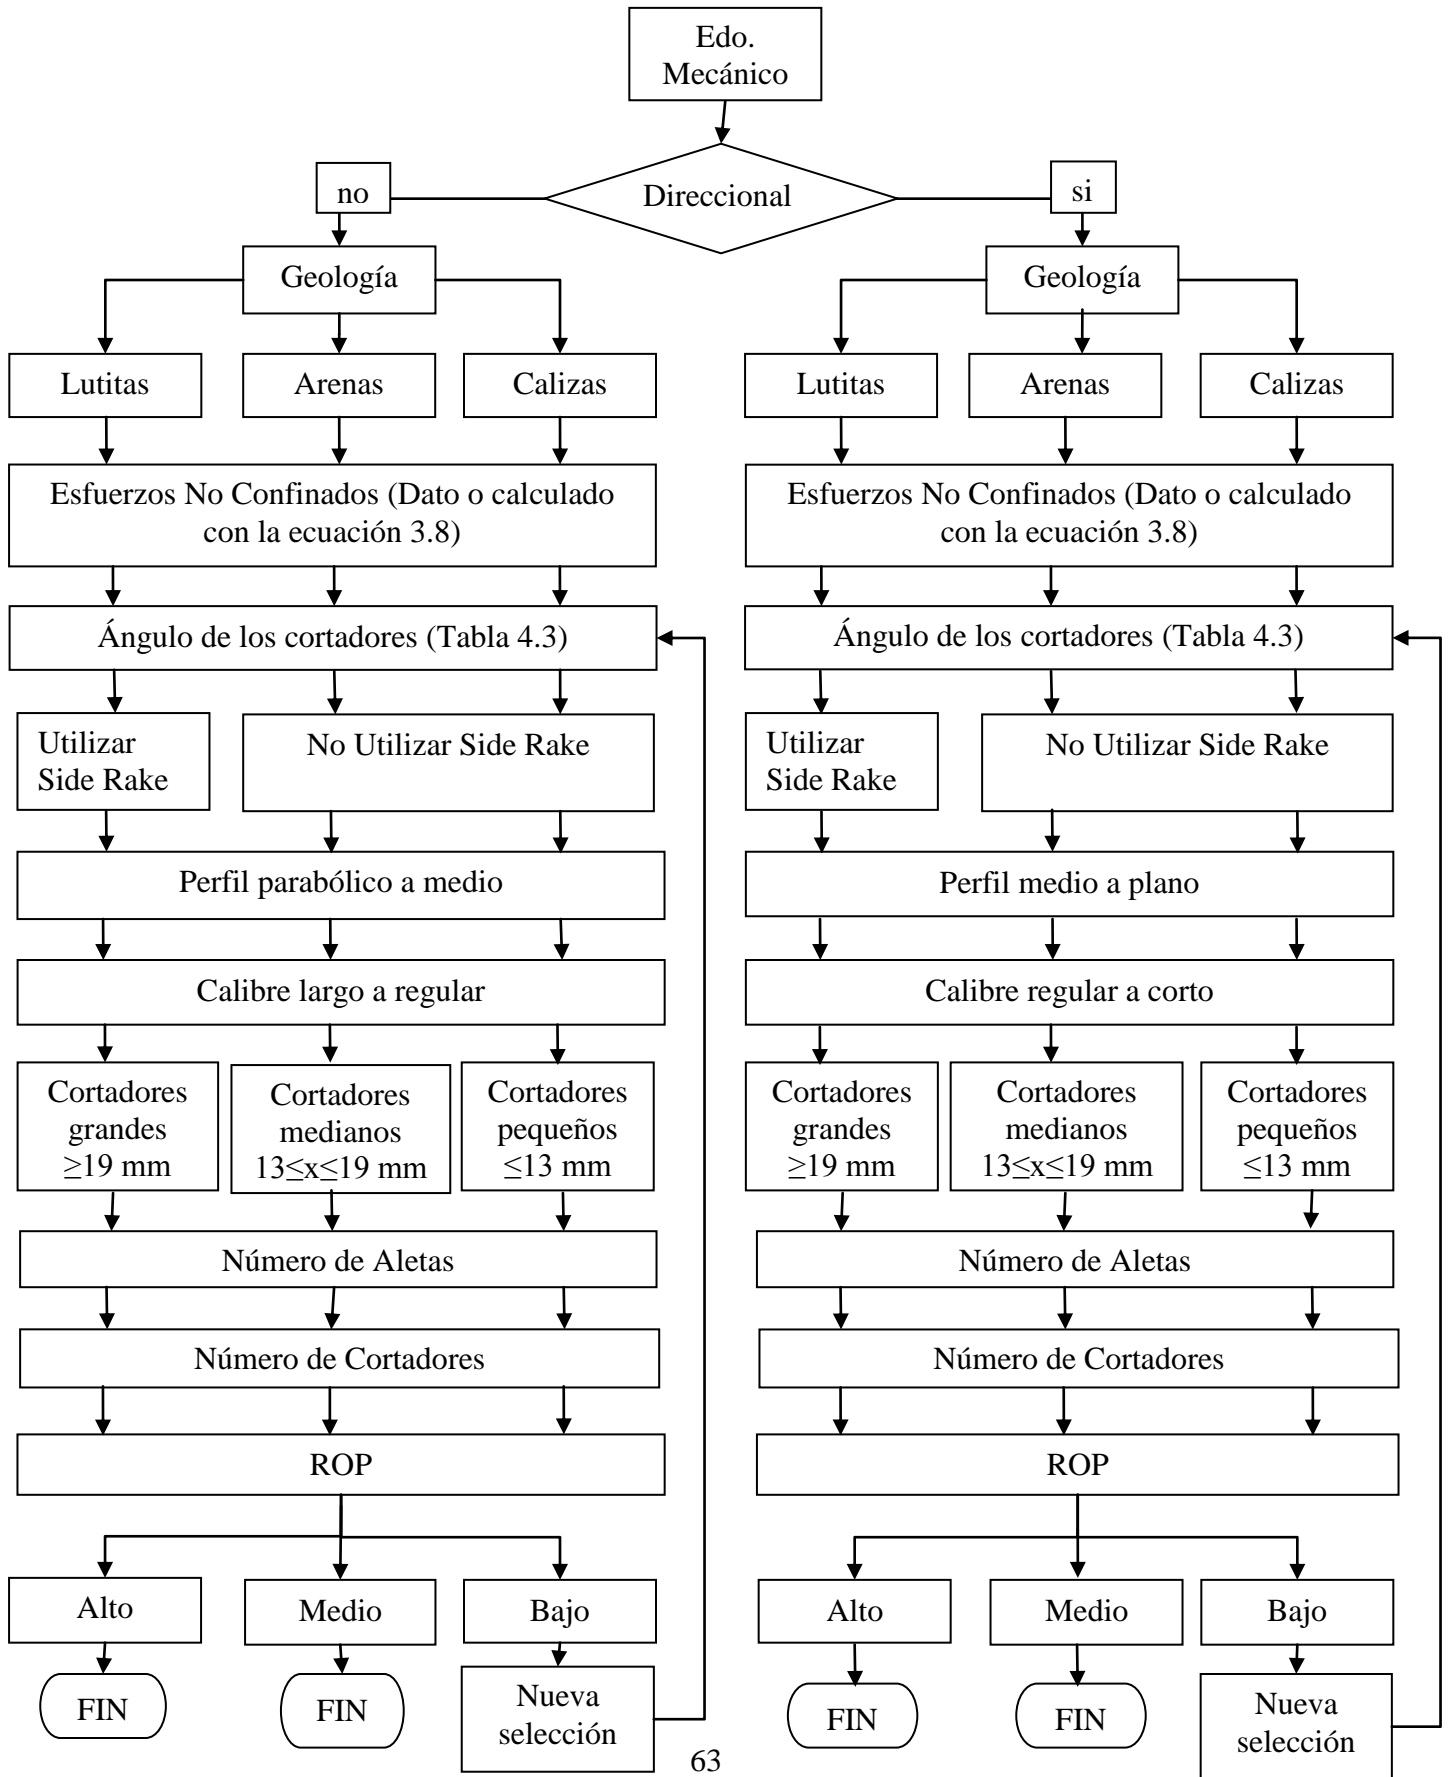 Edo.
Mecánico
Direccional
no
si
Geología
Geología
Lutitas
Arenas
Calizas
Lutitas
Arenas
Calizas
Esfuerzos No Confinados (Dato o calculado
con la ecuación 3.8)
Esfuerzos No Confinados (Dato o calculado
con la ecuación 3.8)
Ángulo de los cortadores (Tabla 4.3)
Ángulo de los cortadores (Tabla 4.3)
Utilizar
Side Rake
No Utilizar Side Rake
Utilizar
Side Rake
No Utilizar Side Rake
Perfil parabólico a medio
Perfil medio a plano
Calibre largo a regular
Calibre regular a corto
Cortadores
grandes
≥19 mm
Cortadores
medianos
13≤x≤19 mm
Cortadores
pequeños
≤13 mm
Cortadores
grandes
≥19 mm
Cortadores
medianos
13≤x≤19 mm
Cortadores
pequeños
≤13 mm
Número de Aletas
Número de Aletas
Número de Cortadores
Número de Cortadores
ROP
ROP
Alto
Medio
Bajo
Alto
Medio
Bajo
FIN
FIN
Nueva
selección
FIN
FIN
Nueva
selección
63